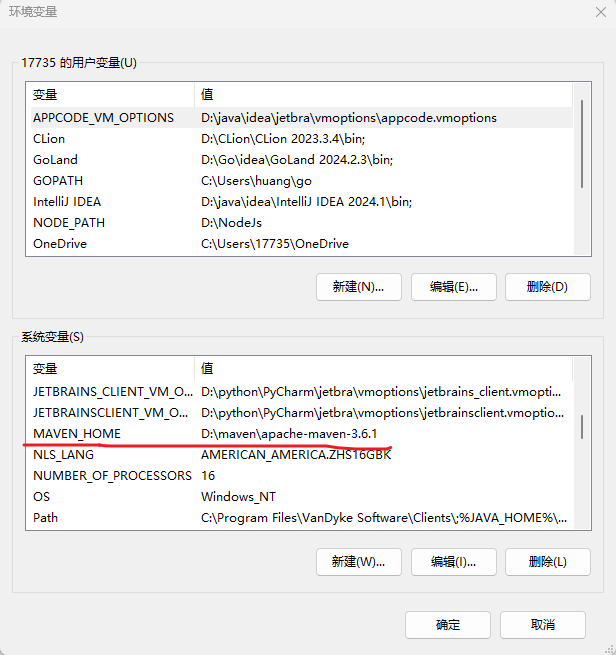 环境变量
17735 的用户变量(U)
变量 值
APPCODE_VM_OPTIONS D:\java\idea\jetbra\vmoptions\appcode.vmoptions
CLion D:\CLion\CLion 2023.3.4\bin;
GoLand D:\Go\idea\GoLand 2024.2.3\bin;
GOPATH C:\Users\huang\go
IntelliJ IDEA D:\java\idea\IntelliJ IDEA 2024.1\bin;
NODE_PATH D:\NodeJs
OneDrive C:\Users\17735\OneDrive
新建(N)... 编辑(E)... 删除(D)
系统变量(S)
变量 值
JETBRAINS_CLIENT_VM_O... D:\python\PyCharm\jetbra\vmoptions\jetbrains_client.vmopti...
JETBRAINSCLIENT_VM_O... D:\python\PyCharm\jetbra\vmoptions\jetbrainsclient.vmoptio...
MAVEN_HOME D:\maven\apache-maven-3.6.1
NLS_LANG AMERICAN_AMERICA.ZHS16GBK
NUMBER_OF_PROCESSORS 16
OS Windows_NT
Path C:\Program Files\VanDyke Software\Clients\;%JAVA_HOME%\...
新建(W)... 编辑(I)... 删除(L)
确定 取消